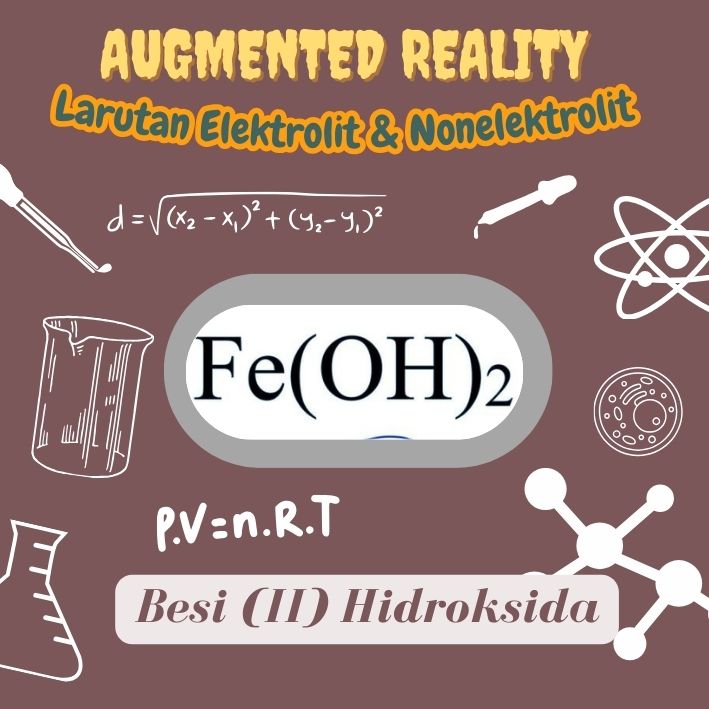 AUGMENTED REALITY
Larutan Elektrolit & Nonelektrolit
d = √(x₂ - x₁)² + (y₂ - y₁)²
Fe(OH)₂
P.V=n.R.T
Besi (II) Hidroksida